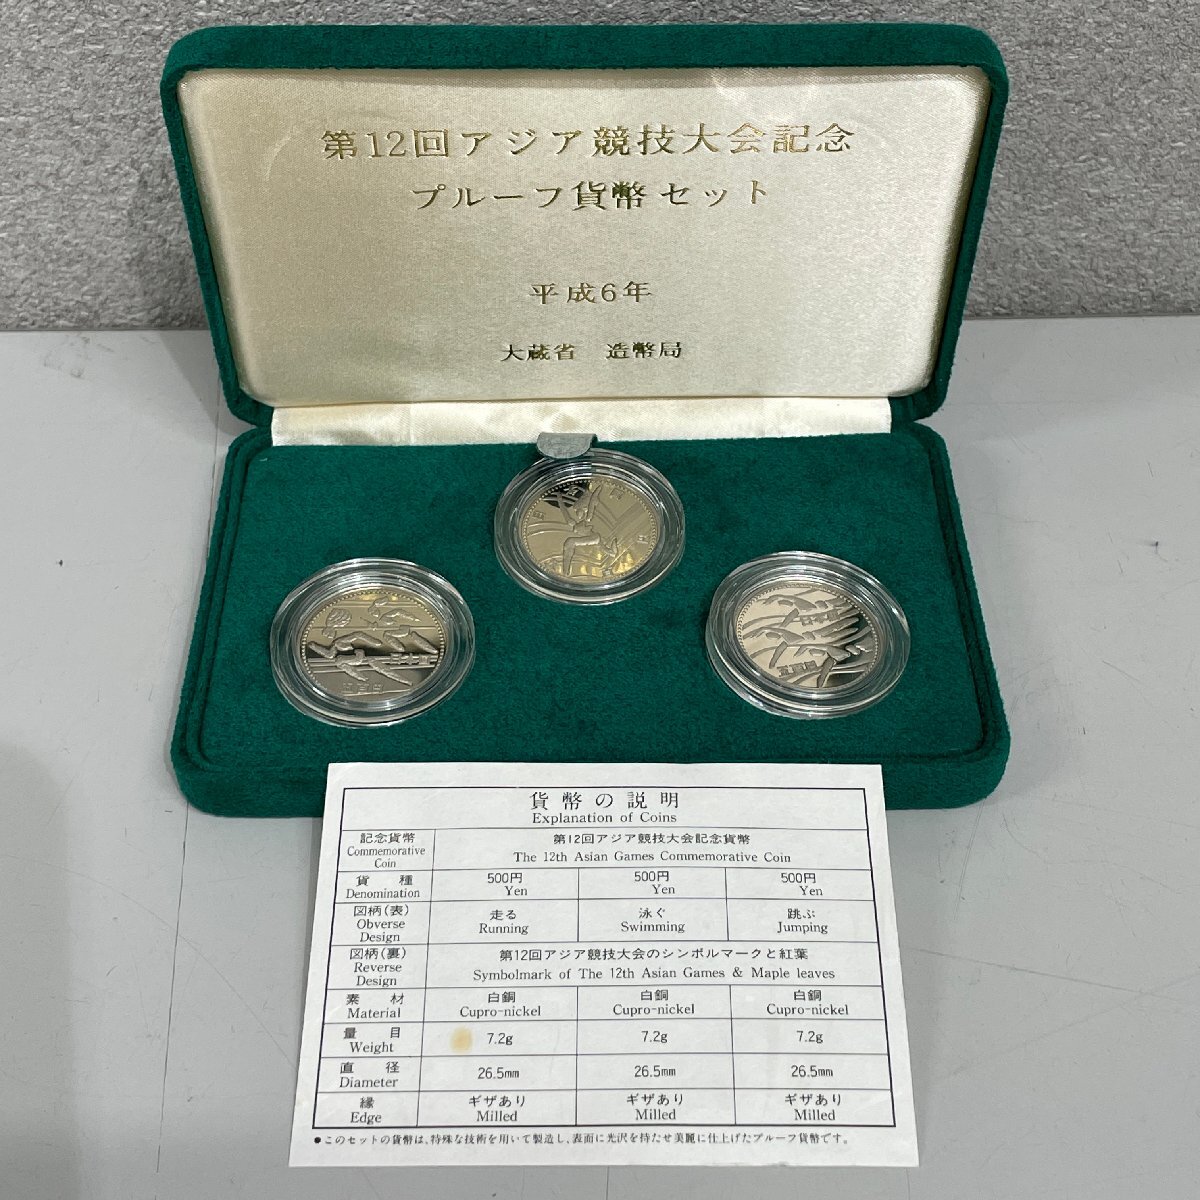 第12回アジア競技大会記念
プルーフ貨幣セット
平成6年
大蔵省 造幣局
貨幣の説明
Explanation of Coins
記念貨幣 第12回アジア競技大会記念貨幣
Commemorative Coin The 12th Asian Games Commemorative Coin
貨種 500円 500円 500円
Denomination Yen Yen Yen
図柄(表) 走る 泳ぐ 跳ぶ
Obverse Design Running Swimming Jumping
図柄(裏) 第12回アジア競技大会のシンボルマークと紅葉
Reverse Design Symbolmark of The 12th Asian Games & Maple leaves
素材 白銅 白銅 白銅
Material Cupro-nickel Cupro-nickel Cupro-nickel
量目 7.2g 7.2g 7.2g
Weight
直径 26.5mm 26.5mm 26.5mm
Diameter
縁 ギザあり ギザあり ギザあり
Edge Milled Milled Milled
●このセットの貨幣は、特殊な技術を用いて製造し、表面に光沢を持たせ美麗に仕上げたプルーフ貨幣です。